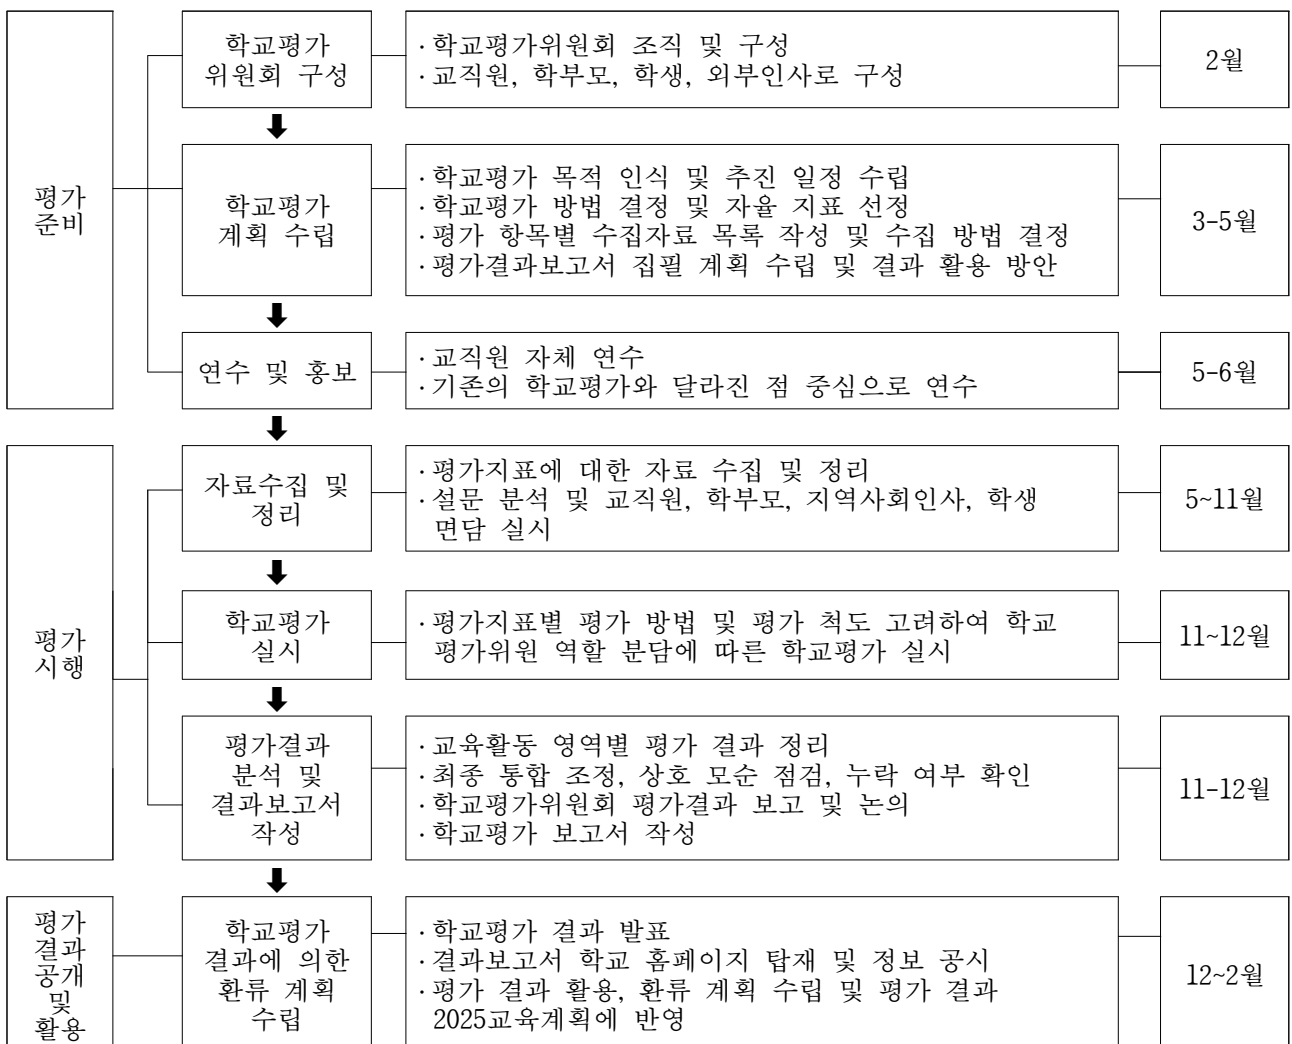 평가
준비
학교평가
위원회 구성
·학교평가위원회 조직 및 구성
·교직원, 학부모, 학생, 외부인사로 구성
2월
학교평가
계획 수립
·학교평가 목적 인식 및 추진 일정 수립
·학교평가 방법 결정 및 자율 지표 선정
·평가 항목별 수집자료 목록 작성 및 수집 방법 결정
·평가결과보고서 집필 계획 수립 및 결과 활용 방안
3-5월
연수 및 홍보
·교직원 자체 연수
·기존의 학교평가와 달라진 점 중심으로 연수
5-6월
평가
시행
자료수집 및
정리
·평가지표에 대한 자료 수집 및 정리
·설문 분석 및 교직원, 학부모, 지역사회인사, 학생
면담 실시
5~11월
학교평가
실시
·평가지표별 평가 방법 및 평가 척도 고려하여 학교
평가위원 역할 분담에 따른 학교평가 실시
11~12월
평가결과
분석 및
결과보고서
작성
·교육활동 영역별 평가 결과 정리
·최종 통합 조정, 상호 모순 점검, 누락 여부 확인
·학교평가위원회 평가결과 보고 및 논의
·학교평가 보고서 작성
11-12월
평가
결과
공개
및
활용
학교평가
결과에 의한
환류 계획
수립
·학교평가 결과 발표
·결과보고서 학교 홈페이지 탑재 및 정보 공시
·평가 결과 활용, 환류 계획 수립 및 평가 결과
2025교육계획에 반영
12~2월